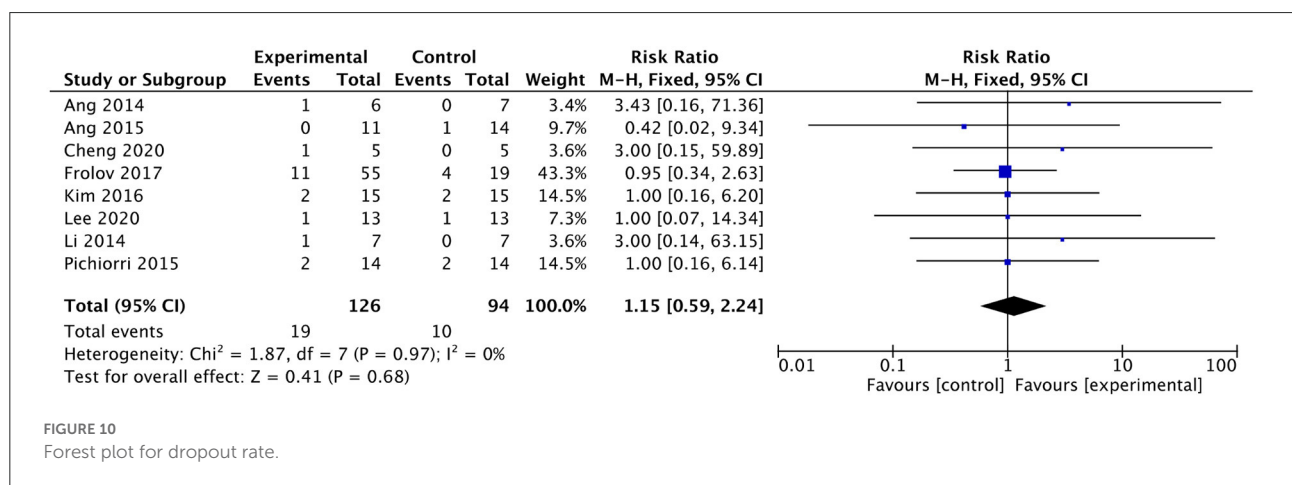 Experimental Control Risk Ratio Risk Ratio
Study or Subgroup Events Total Events Total Weight M-H, Fixed, 95% CI M-H, Fixed, 95% CI
Ang 2014 1 6 0 7 3.4% 3.43 [0.16, 71.36]
Ang 2015 0 11 1 14 9.7% 0.42 [0.02, 9.34]
Cheng 2020 1 5 0 5 3.6% 3.00 [0.15, 59.89]
Frolov 2017 11 55 4 19 43.3% 0.95 [0.34, 2.63]
Kim 2016 2 15 2 15 14.5% 1.00 [0.16, 6.20]
Lee 2020 1 13 1 13 7.3% 1.00 [0.07, 14.34]
Li 2014 1 7 0 7 3.6% 3.00 [0.14, 63.15]
Pichiorri 2015 2 14 2 14 14.5% 1.00 [0.16, 6.14]
Total (95% CI) 126 94 100.0% 1.15 [0.59, 2.24]
Total events 19 10
Heterogeneity: Chi² = 1.87, df = 7 (P = 0.97); I² = 0%
Test for overall effect: Z = 0.41 (P = 0.68)
0.01 0.1 1 10 100
Favours [control] Favours [experimental]
FIGURE 10
Forest plot for dropout rate.